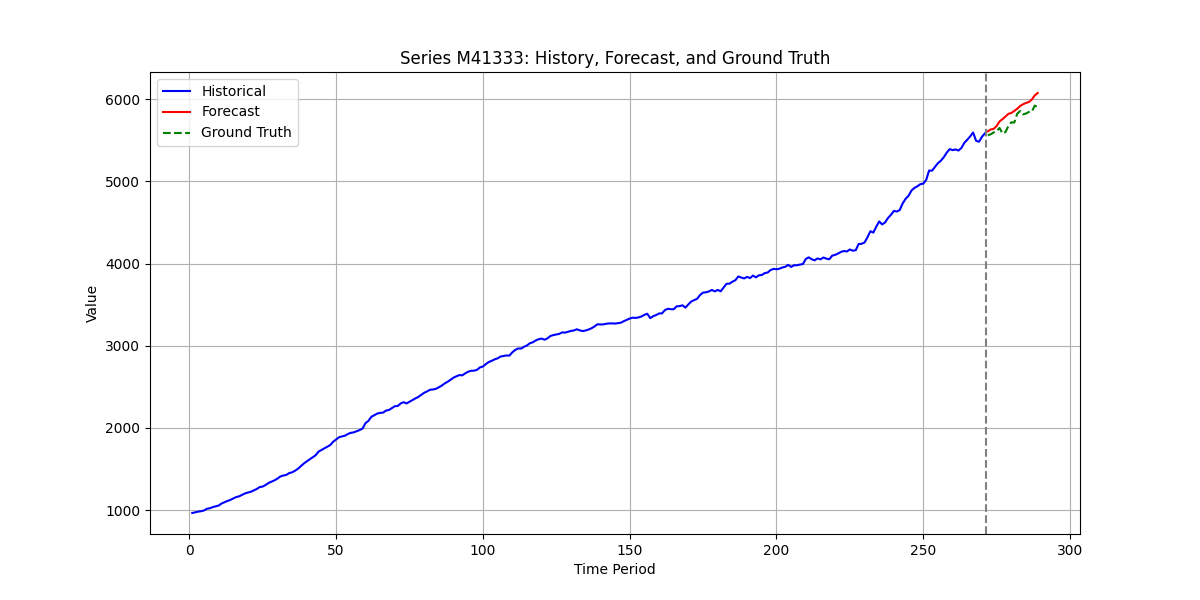 Series M41333: History, Forecast, and Ground Truth
Historical
Forecast
Ground Truth
Value
6000
5000
4000
3000
2000
1000
0 50 100 150 200 250 300
Time Period